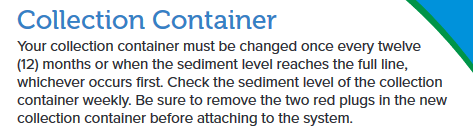 Collection Container
Your collection container must be changed once every twelve
(12) months or when the sediment level reaches the full line,
whichever occurs first. Check the sediment level of the collection
container weekly. Be sure to remove the two red plugs in the new
collection container before attaching to the system.